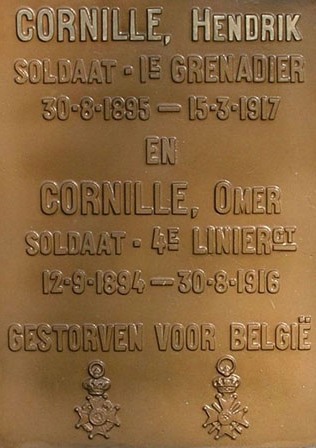 CORNILLE, HENDRIK
SOLDAAT - 1E GRENADIER
30-8-1895 — 15-3-1917
EN
CORNILLE, OMER
SOLDAAT - 4E LINIERGT
12-9-1894 — 30-8-1916
GESTORVEN VOOR BELGIË